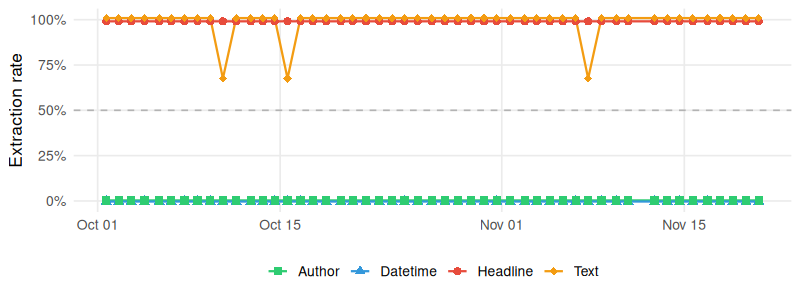 Extraction rate
100%
75%
50%
25%
0%
Oct 01 Oct 15 Nov 01 Nov 15
Author Datetime Headline Text